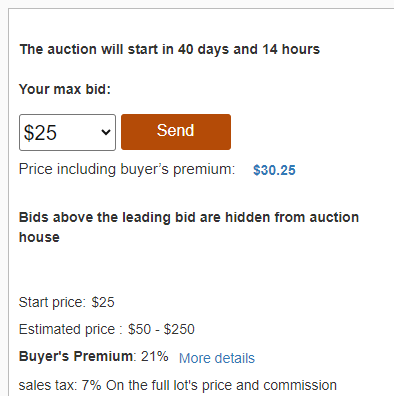 The auction will start in 40 days and 14 hours
Your max bid:
$25 Send
Price including buyer’s premium: $30.25
Bids above the leading bid are hidden from auction
house
Start price: $25
Estimated price : $50 - $250
Buyer's Premium: 21% More details
sales tax: 7% On the full lot's price and commission